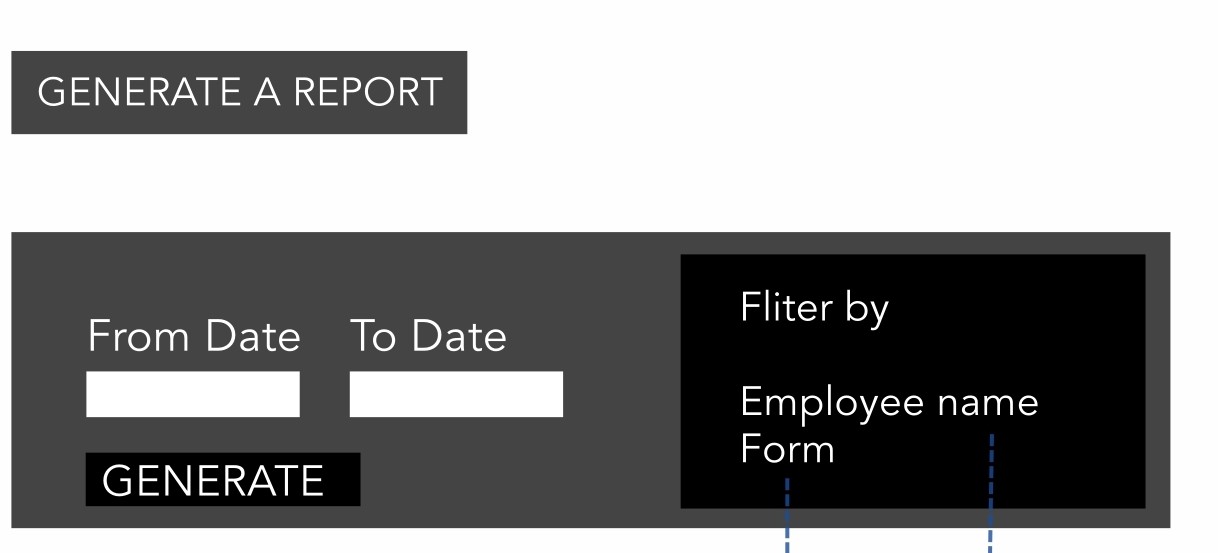 GENERATE A REPORT
From Date
To Date
GENERATE
Fliter by
Employee name
Form